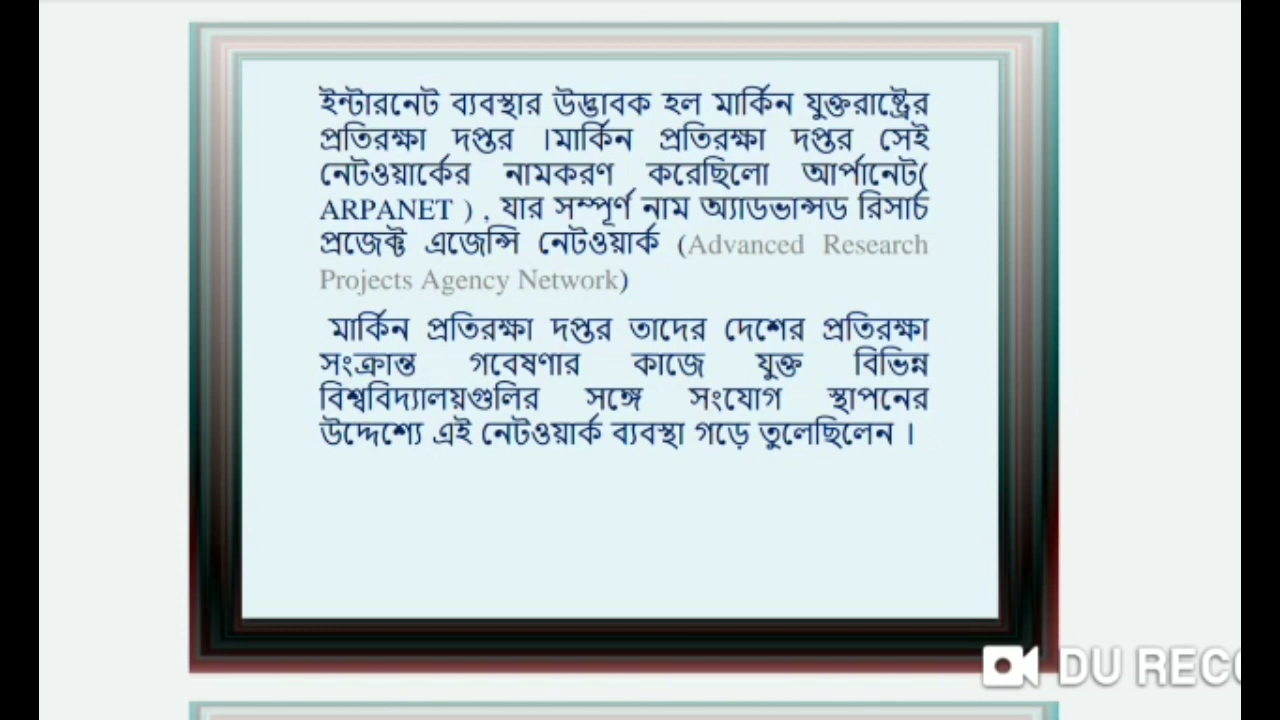 ইন্টারনেট ব্যবস্থার উদ্ভাবক হল মার্কিন যুক্তরাষ্ট্রের
প্রতিরক্ষা দপ্তর ।মার্কিন প্রতিরক্ষা দপ্তর সেই
নেটওয়ার্কের নামকরণ করেছিলো আর্পানেট(
ARPANET ) , যার সম্পূর্ণ নাম অ্যাডভান্সড রিসার্চ
প্রজেক্ট এজেন্সি নেটওয়ার্ক (Advanced Research
Projects Agency Network)
মার্কিন প্রতিরক্ষা দপ্তর তাদের দেশের প্রতিরক্ষা
সংক্রান্ত গবেষণার কাজে যুক্ত বিভিন্ন
বিশ্ববিদ্যালয়গুলির সঙ্গে সংযোগ স্থাপনের
উদ্দেশ্যে এই নেটওয়ার্ক ব্যবস্থা গড়ে তুলেছিলেন ।
DU REC